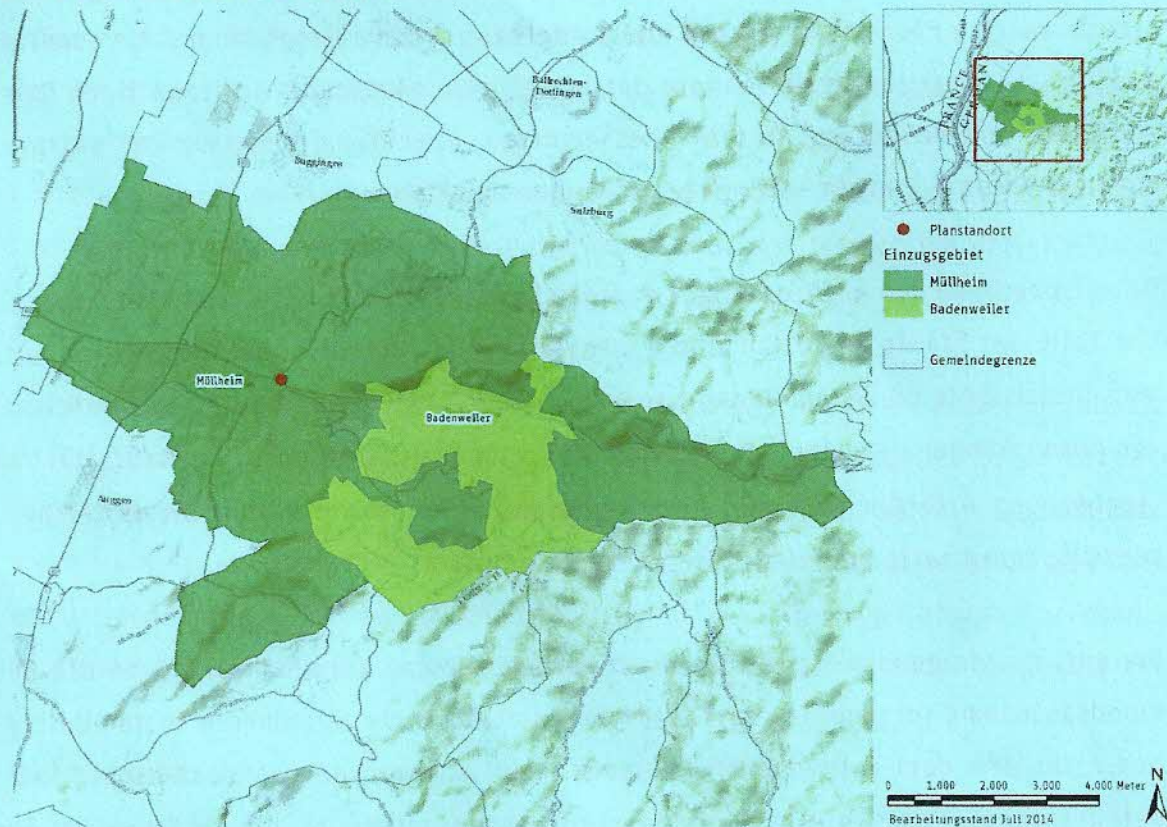 Ballrechten-
Dottingen
Buggingen
Sulzburg
Müllheim
Badenweiler
Auggen
FRANCE
GERMANY
Planstandort
Einzugsgebiet
Müllheim
Badenweiler
Gemeindegrenze
0 1.000 2.000 3.000 4.000 Meter
N
Bearbeitungsstand Juli 2014